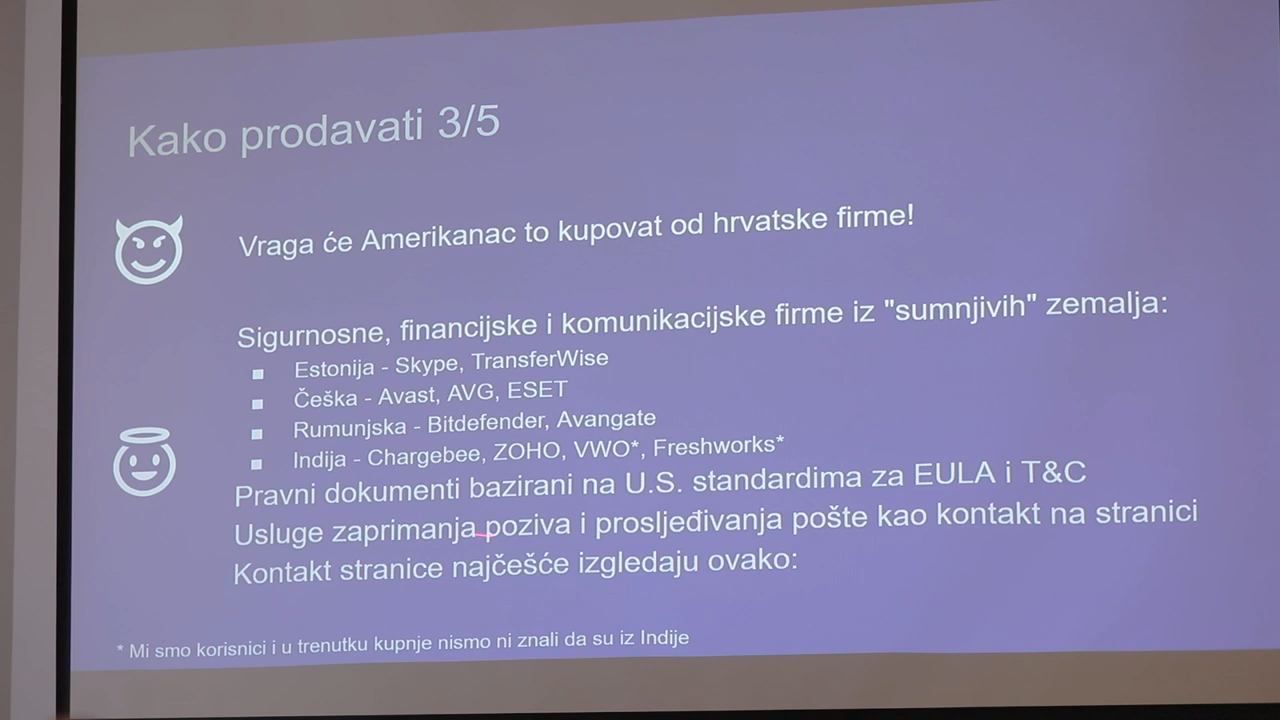 Kako prodavati 3/5
Vraga će Amerikanac to kupovat od hrvatske firme!
Sigurnosne, financijske i komunikacijske firme iz "sumnjivih" zemalja:
Estonija - Skype, TransferWise
Češka - Avast, AVG, ESET
Rumunjska - Bitdefender, Avangate
Indija - Chargebee, ZOHO, VWO*, Freshworks*
Pravni dokumenti bazirani na U.S. standardima za EULA i T&C
Usluge zaprimanja poziva i prosljeđivanja pošte kao kontakt na stranici
Kontakt stranice najčešće izgledaju ovako:
* Mi smo korisnici i u trenutku kupnje nismo ni znali da su iz Indije